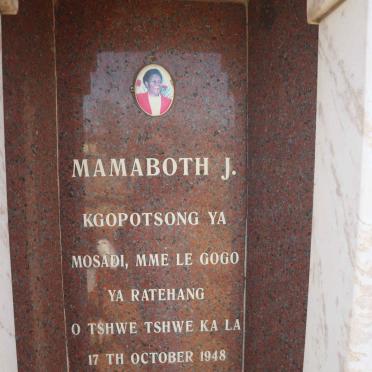 MAMABOTH J.
KGOPOTSONG YA
MOSADI, MME LE GOGO
YA RATEHANG
O TSHWE TSHWE KA LA
17 TH OCTOBER 1948